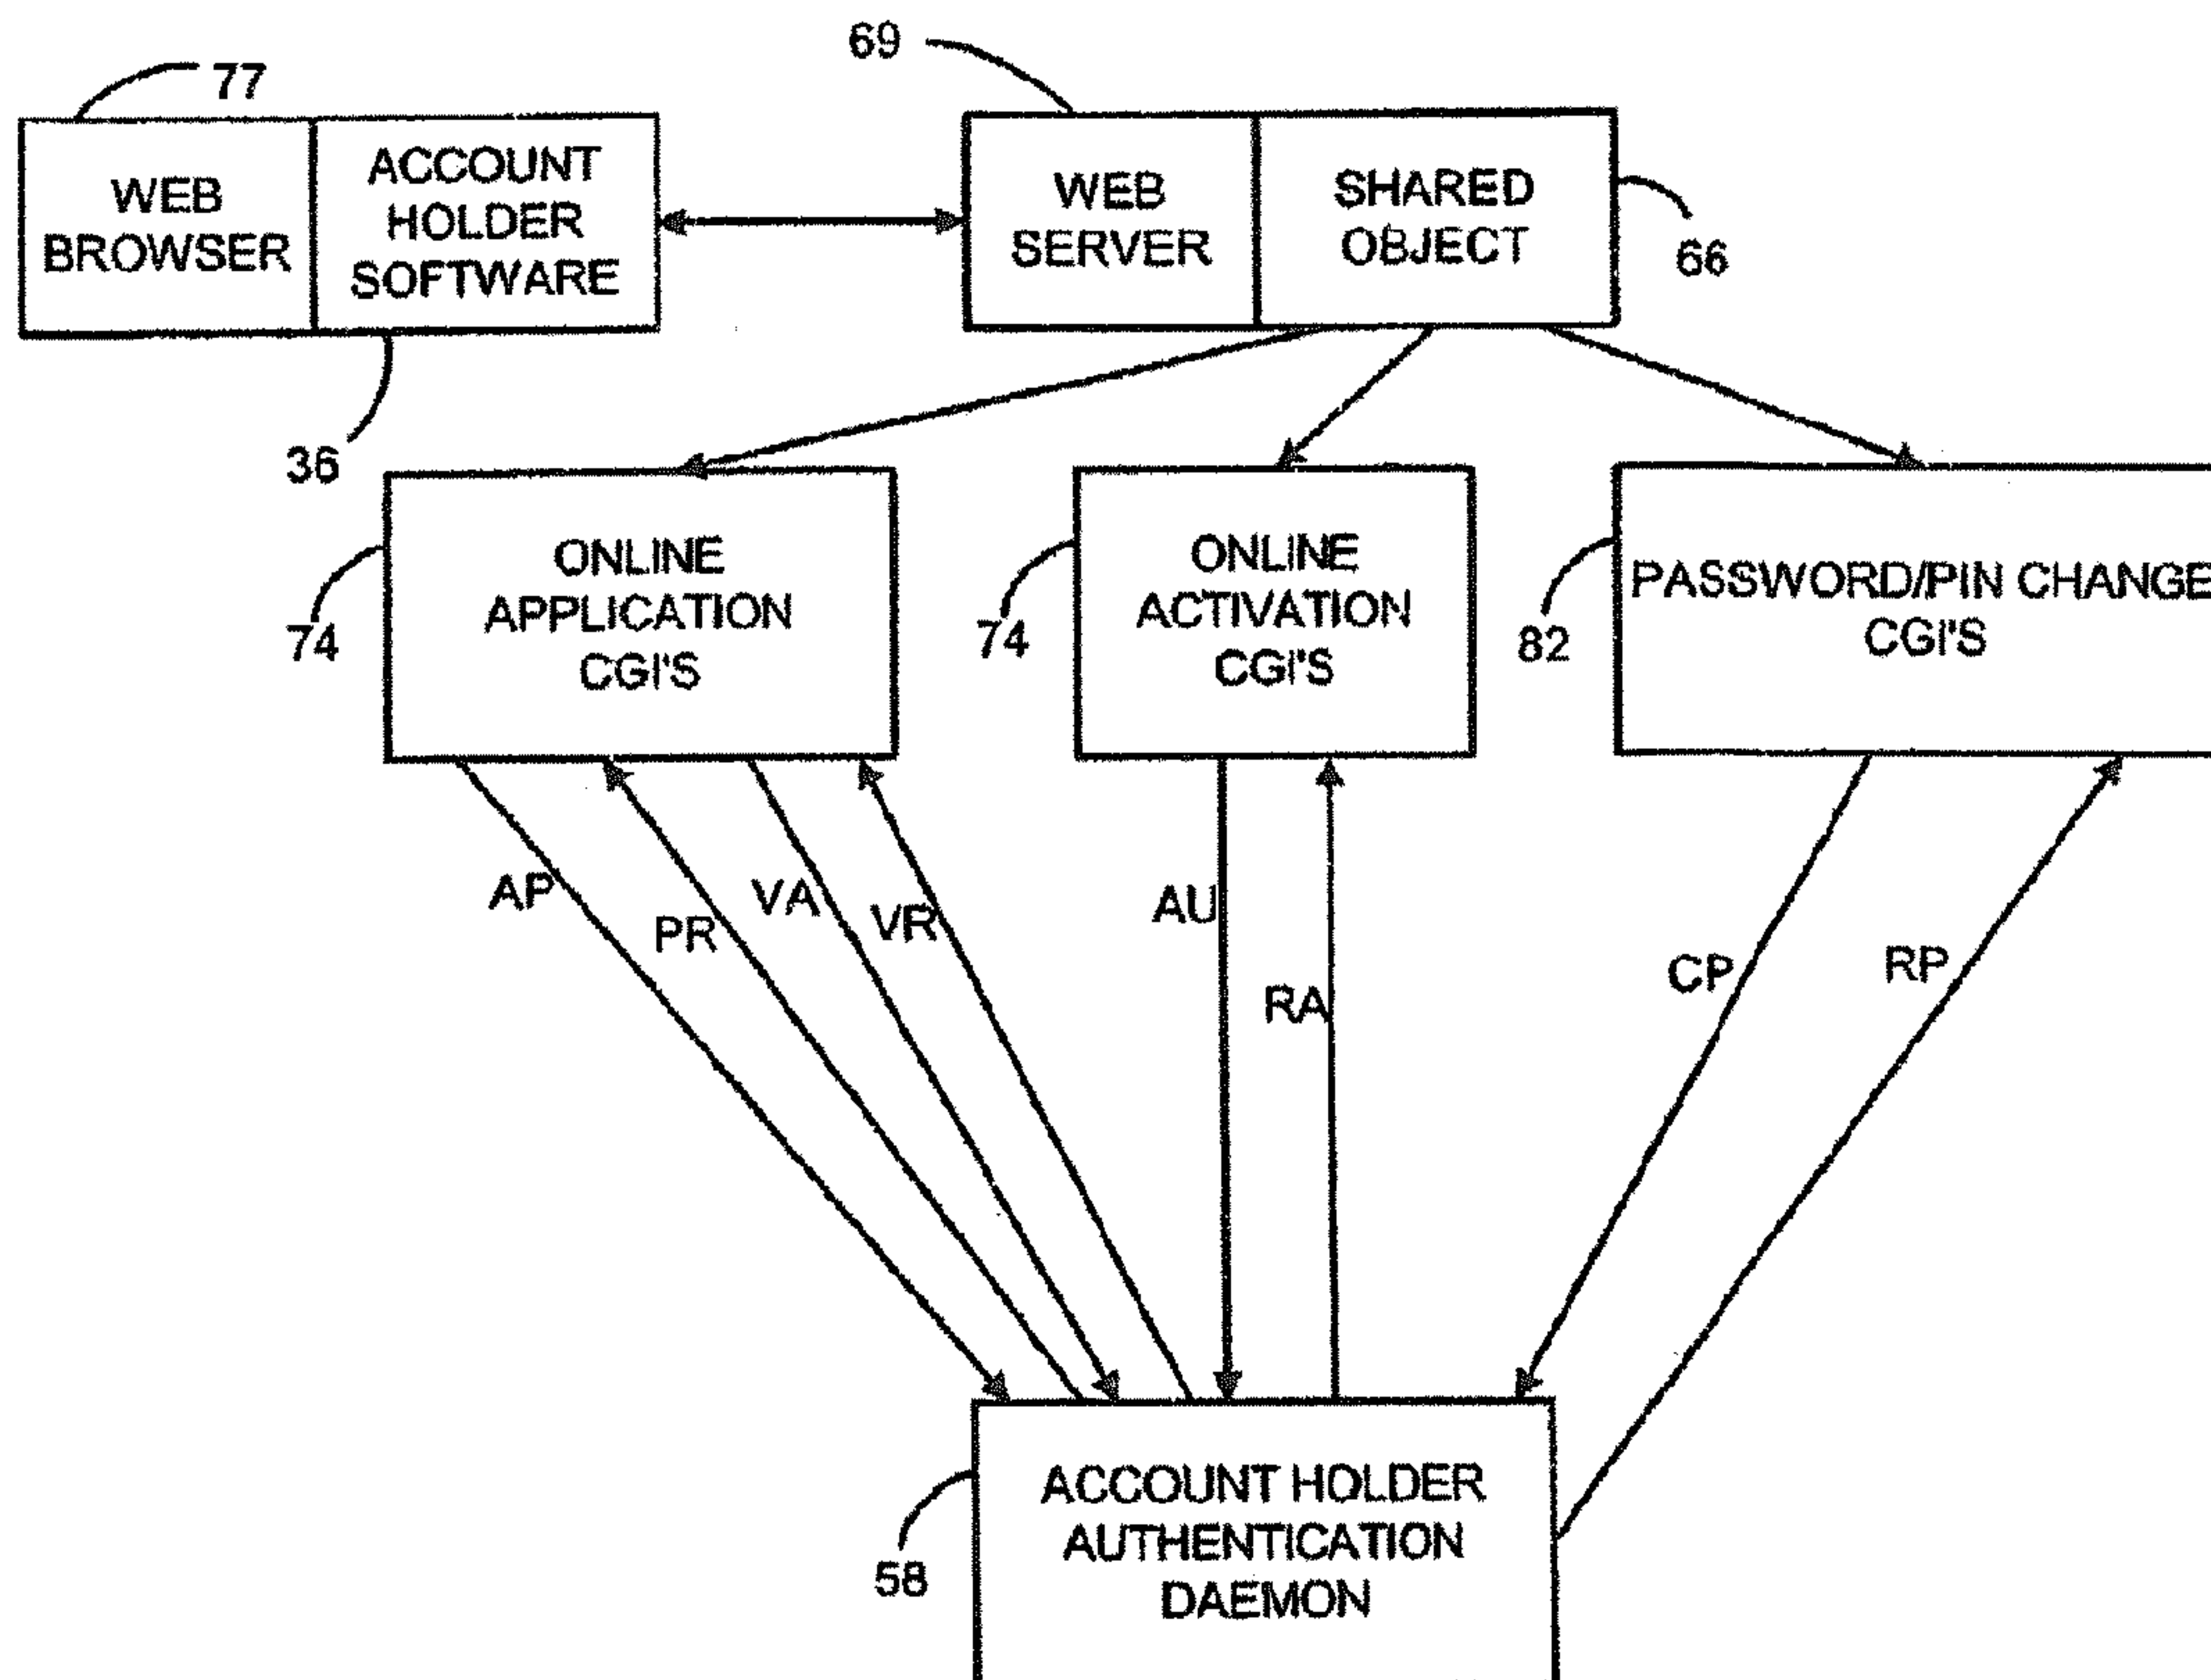 77
69
WEB
BROWSER
ACCOUNT
HOLDER
SOFTWARE
WEB
SERVER
SHARED
OBJECT
66
36
ONLINE
APPLICATION
CGI'S
74
ONLINE
ACTIVATION
CGI'S
74
PASSWORD/PIN CHANGE
CGI'S
82
AP
PR
VA
VR
AU
RA
CP
RP
ACCOUNT HOLDER
AUTHENTICATION
DAEMON
58